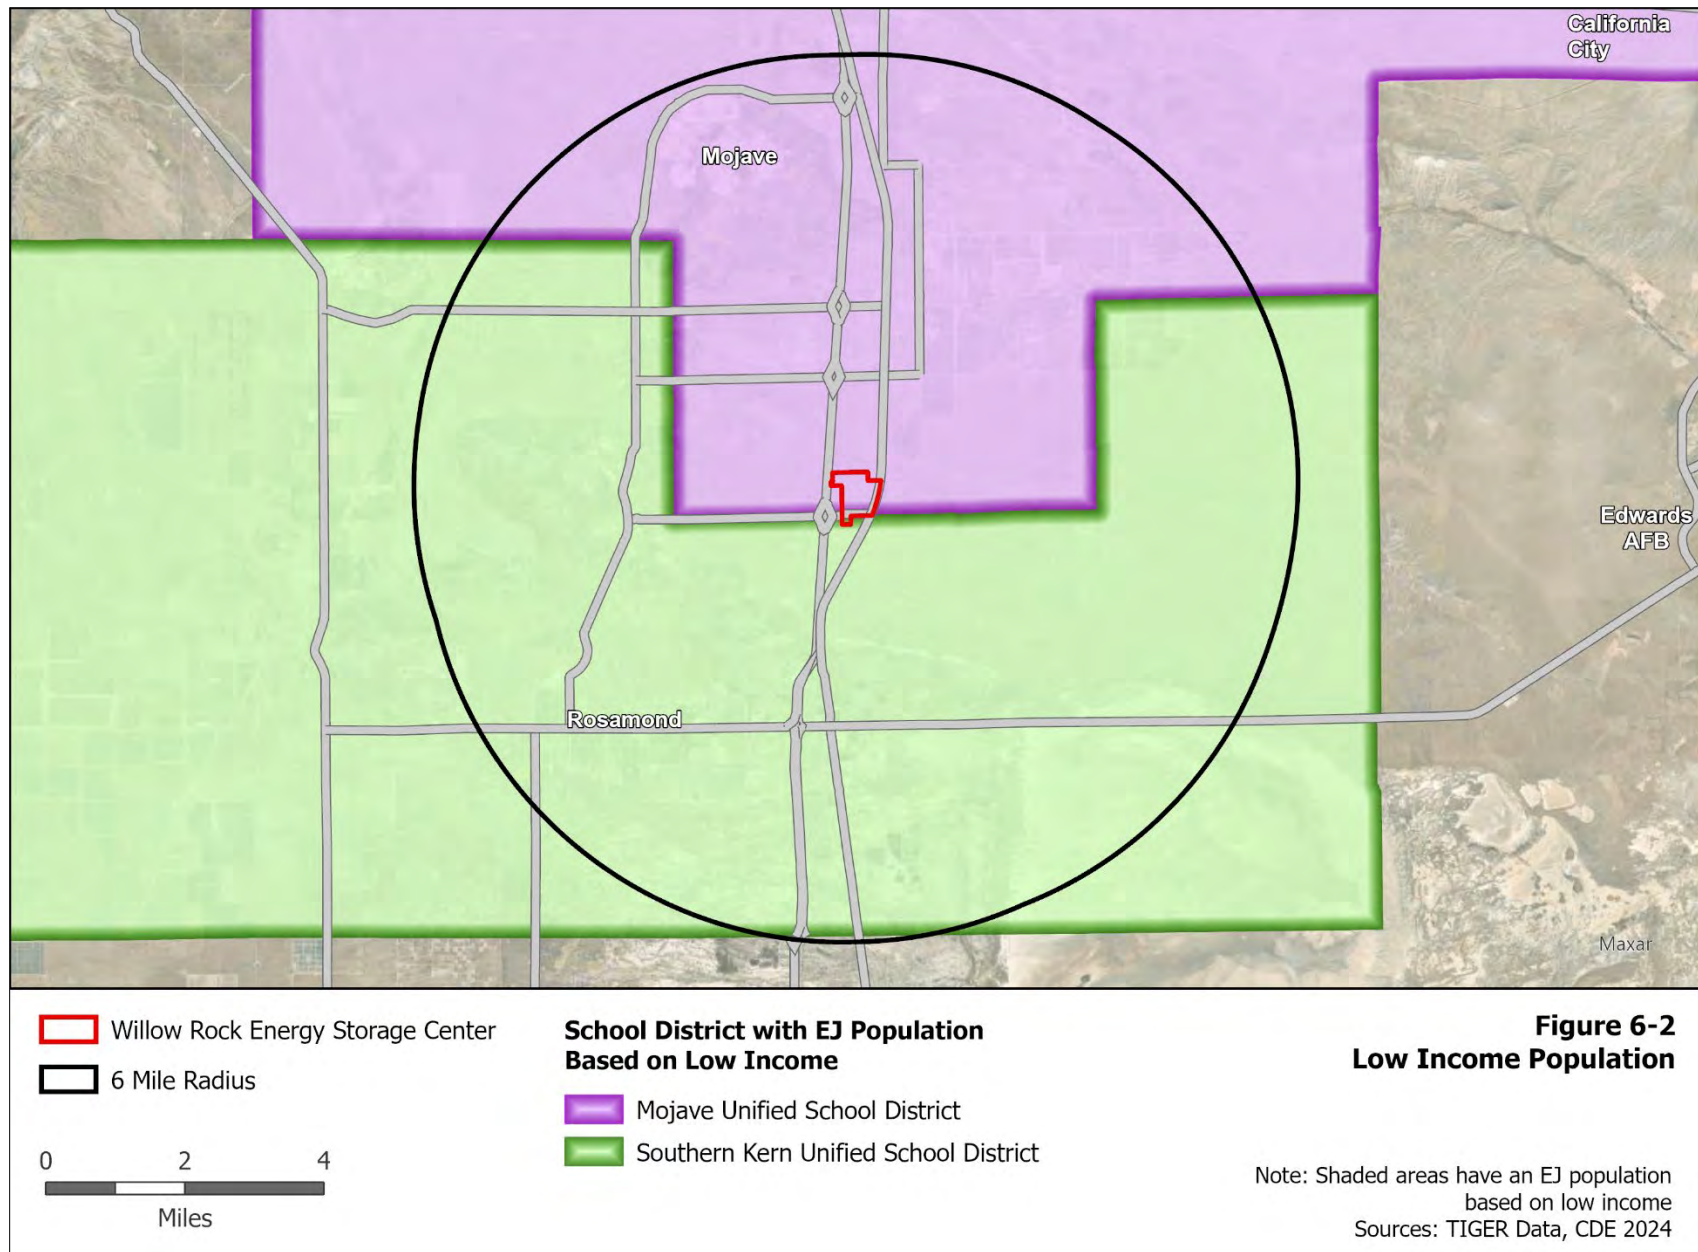 California
City
Mojave
Rosamond
Edwards
AFB
Maxar
Willow Rock Energy Storage Center
6 Mile Radius
0 2 4
Miles
School District with EJ Population
Based on Low Income
Mojave Unified School District
Southern Kern Unified School District
Figure 6-2
Low Income Population
Note: Shaded areas have an EJ population
based on low income
Sources: TIGER Data, CDE 2024